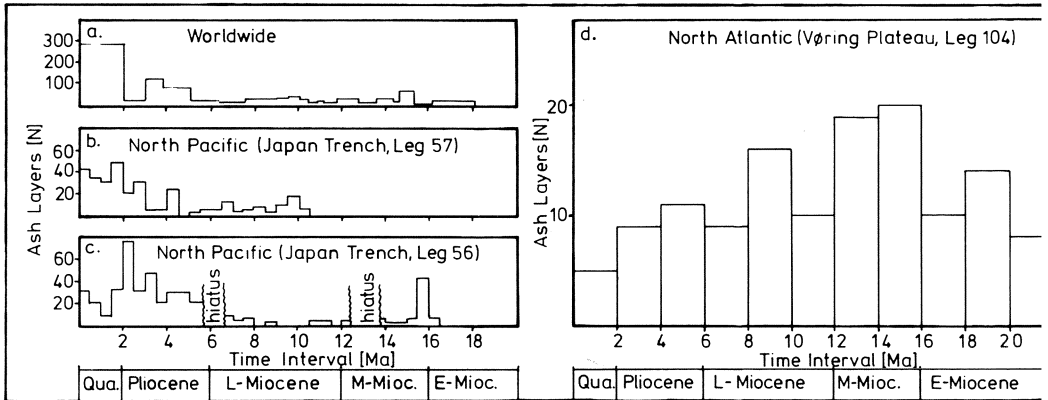 a. Worldwide
300
200
100
b. North Pacific (Japan Trench, Leg 57)
60
40
20
Ash Layers [N]
c. North Pacific (Japan Trench, Leg 56)
60
40
20
hiatus
hiatus
2 4 6 8 10 12 14 16 18
Time Interval [Ma]
Qua. Pliocene L-Miocene M-Mioc. E-Mioc.
d. North Atlantic (Vøring Plateau, Leg 104)
20
10
Ash Layers [N]
2 4 6 8 10 12 14 16 18 20
Time Interval [Ma]
Qua. Pliocene L-Miocene M-Mioc. E-Miocene